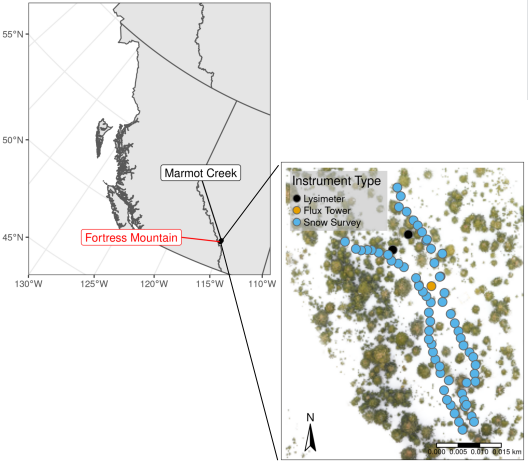 55°N
50°N
45°N
Marmot Creek
Fortress Mountain
130°W 125°W 120°W 115°W 110°W
Instrument Type
Lysimeter
Flux Tower
Snow Survey
N
0.000 0.005 0.010 0.015 km